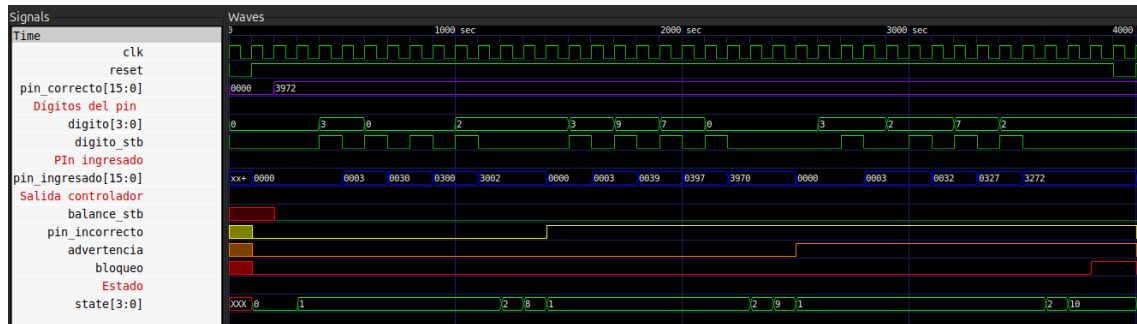 Signals
Waves
Time
0 1000 sec 2000 sec 3000 sec 4000
clk
reset
pin_correcto[15:0] 0000 3972
Dígitos del pin
digito[3:0] 0 3 0 2 3 9 7 0 3 2 7 2
digito_stb
PIn ingresado
pin_ingresado[15:0] xx+ 0000 0003 0030 0300 3002 0000 0003 0039 0397 3970 0000 0003 0032 0327 3272
Salida controlador
balance_stb
pin_incorrecto
advertencia
bloqueo
Estado
state[3:0] XXX 0 1 2 8 1 2 9 1 2 10